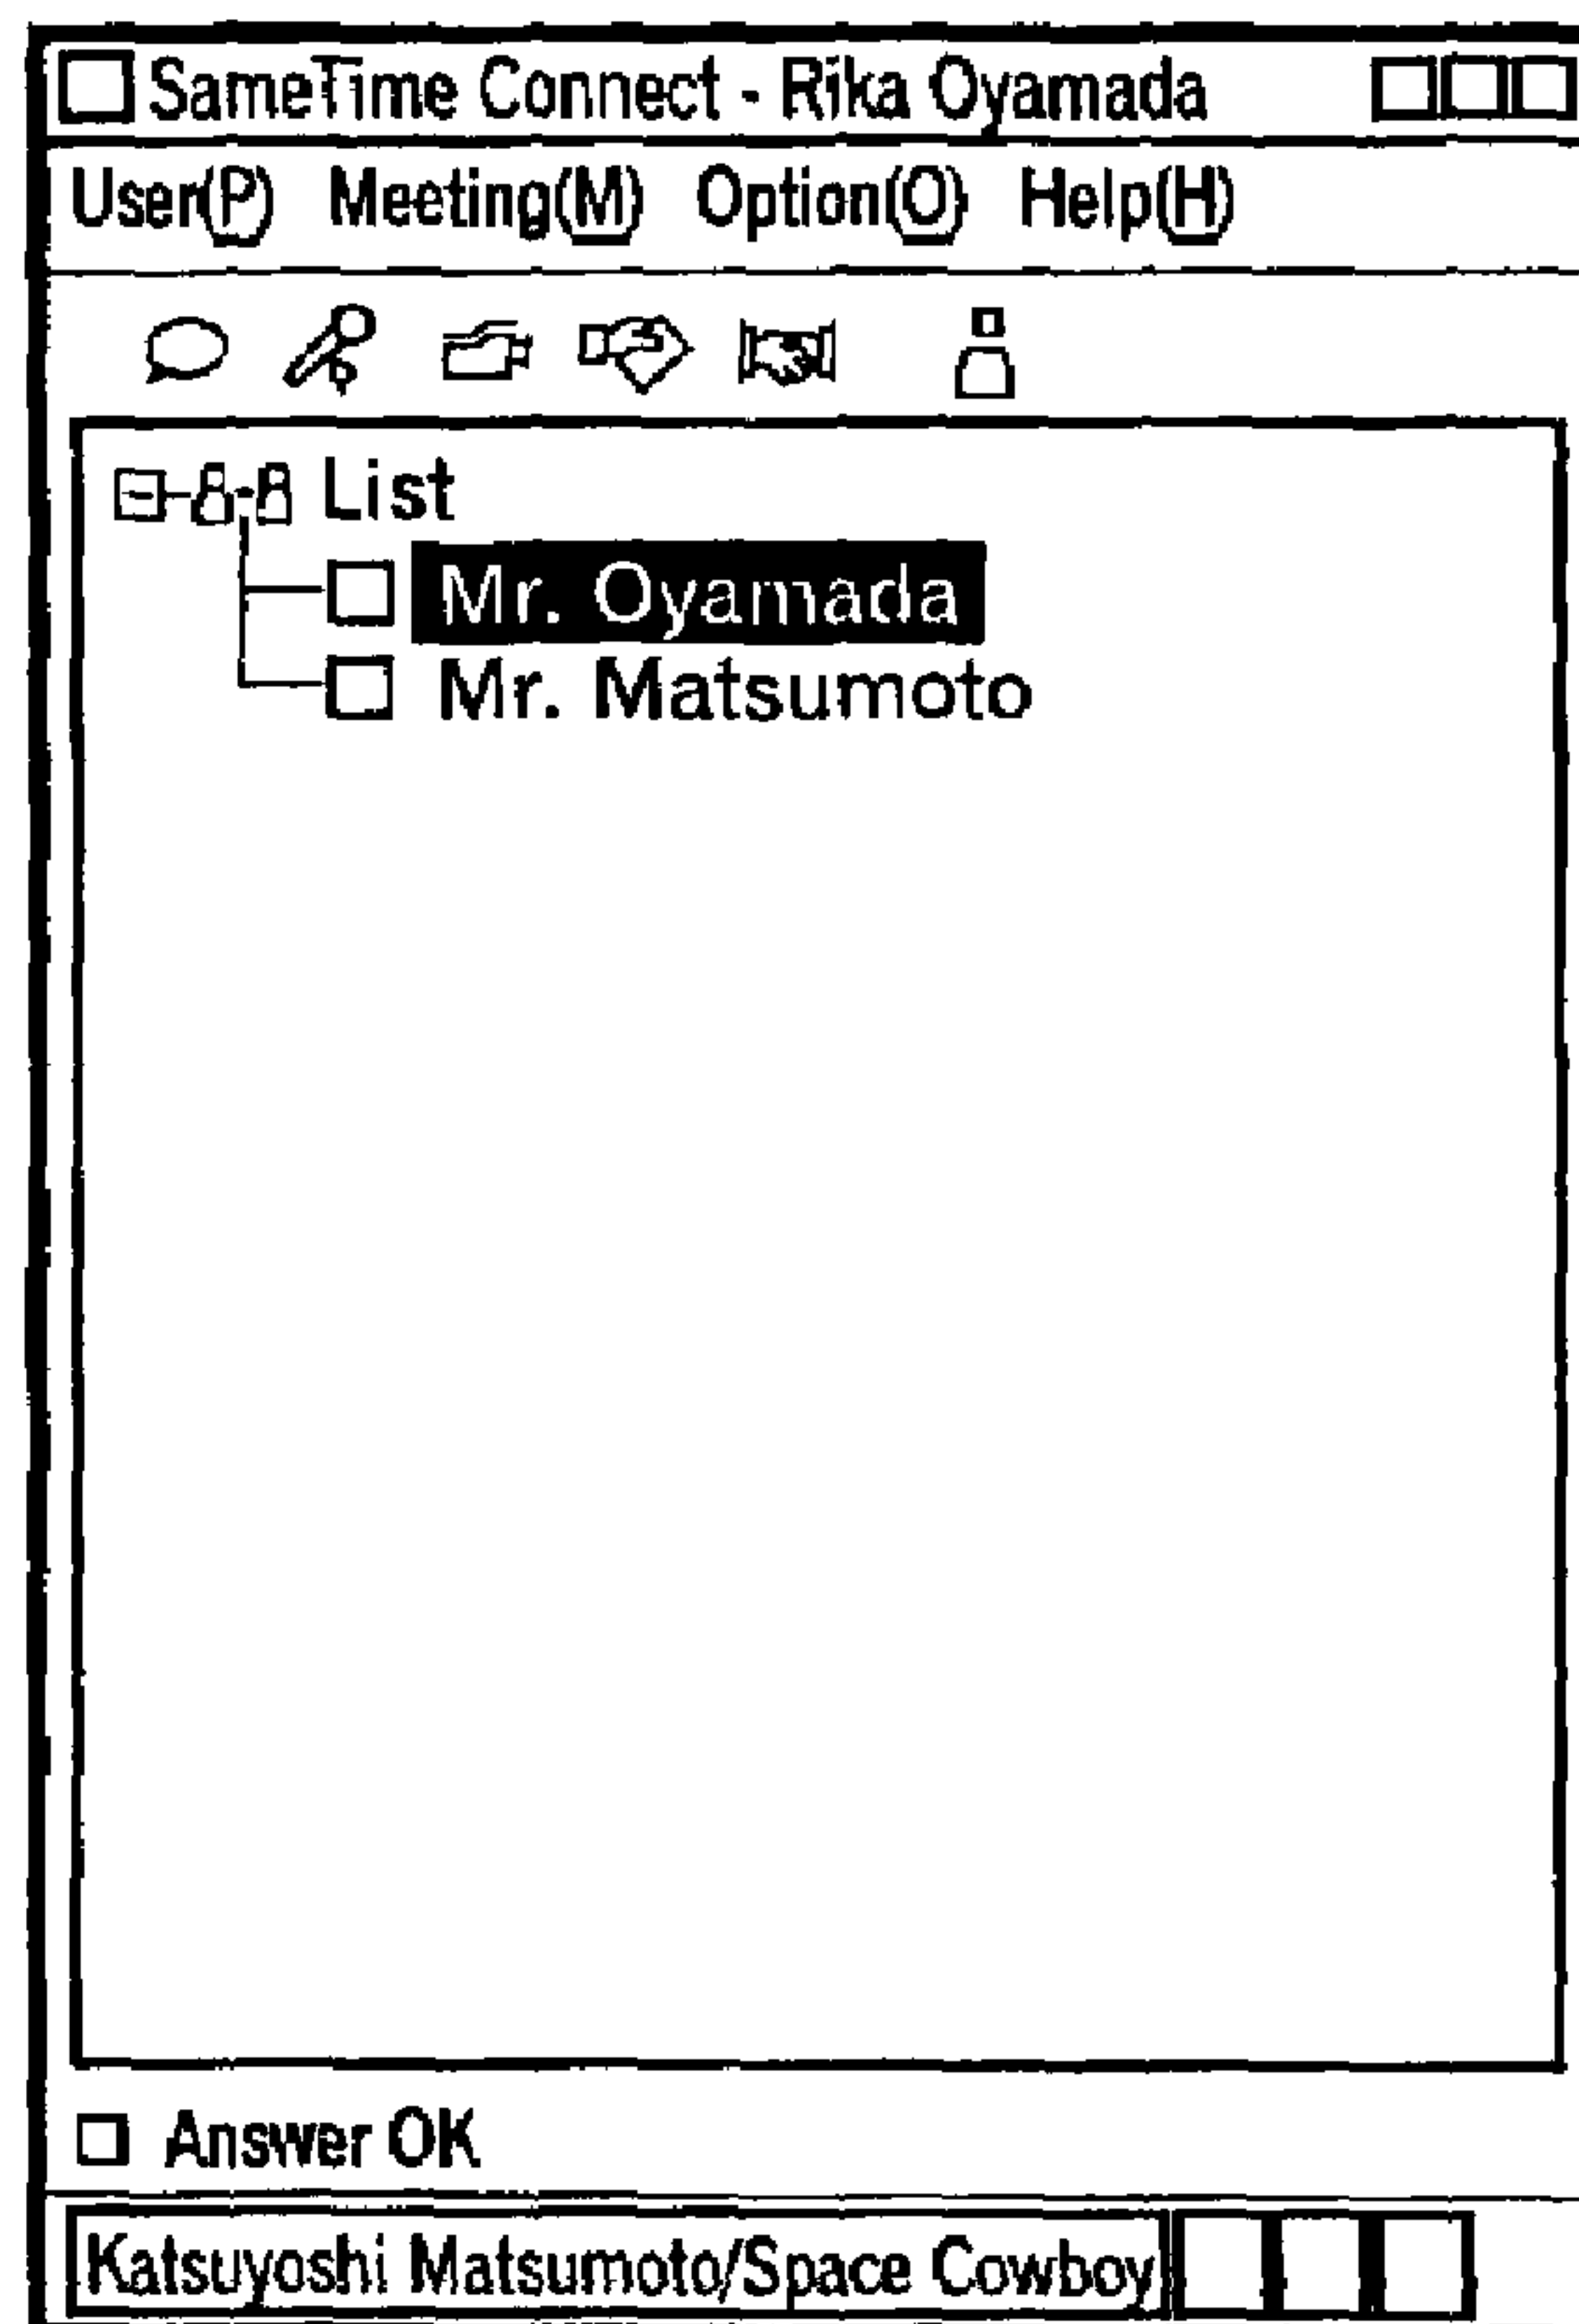 SameTime Connect - Rika Oyamada
User(P) Meeting(M) Option(O) Help(H)
List
Mr. Oyamada
Mr. Matsumoto
Answer OK
Katsuyoshi Matsumoto/Space Cowboy